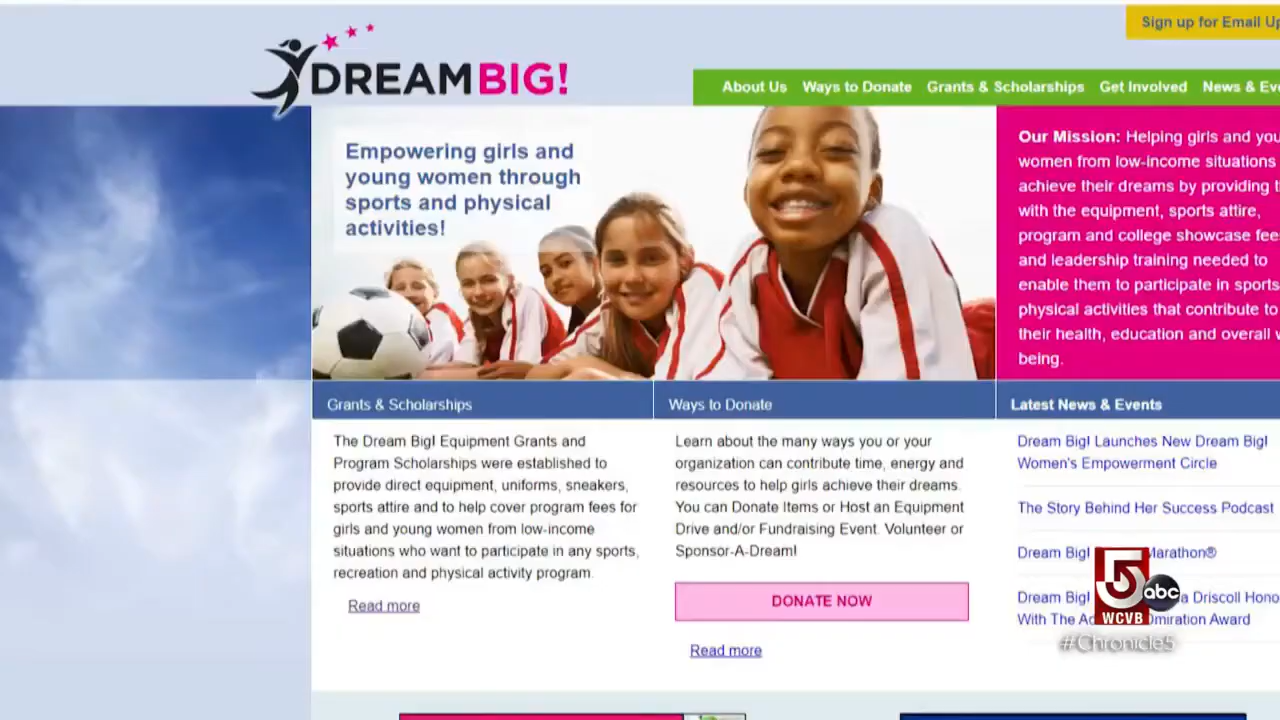 Sign up for Email Up
DREAMBIG!
About Us Ways to Donate Grants & Scholarships Get Involved News & Eve
Empowering girls and
young women through
sports and physical
activities!
Our Mission: Helping girls and you
women from low-income situations
achieve their dreams by providing t
with the equipment, sports attire,
program and college showcase fee
and leadership training needed to
enable them to participate in sports
physical activities that contribute to
their health, education and overall w
being.
Grants & Scholarships
The Dream Big! Equipment Grants and
Program Scholarships were established to
provide direct equipment, uniforms, sneakers,
sports attire and to help cover program fees for
girls and young women from low-income
situations who want to participate in any sports,
recreation and physical activity program.
Read more
Ways to Donate
Learn about the many ways you or your
organization can contribute time, energy and
resources to help girls achieve their dreams.
You can Donate Items or Host an Equipment
Drive and/or Fundraising Event. Volunteer or
Sponsor-A-Dream!
DONATE NOW
Read more
Latest News & Events
Dream Big! Launches New Dream Big!
Women's Empowerment Circle
The Story Behind Her Success Podcast
Dream Big! Marathon®
Dream Big! a Driscoll Hono
With The Ad miration Award
5 abc
WCVB
#Chronicle5